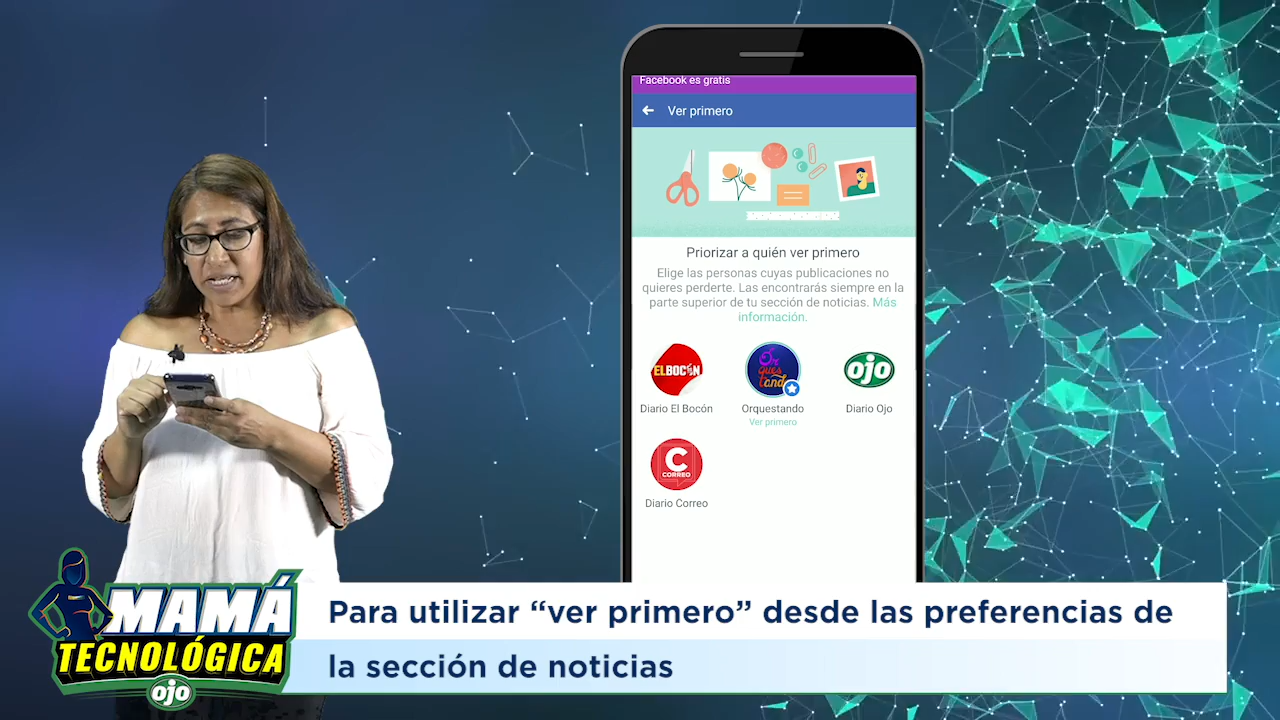 Facebook es gratis
Ver primero
Priorizar a quién ver primero
Elige las personas cuyas publicaciones no
quieres perderte. Las encontrarás siempre en la
parte superior de tu sección de noticias. Más
información.
ELBOCÓN
Or
ques
tando
ojo
Diario El Bocón
Orquestando
Diario Ojo
Ver primero
C
CORREO
Diario Correo
MAMÁ
TECNOLÓGICA
ojo
Para utilizar “ver primero” desde las preferencias de
la sección de noticias